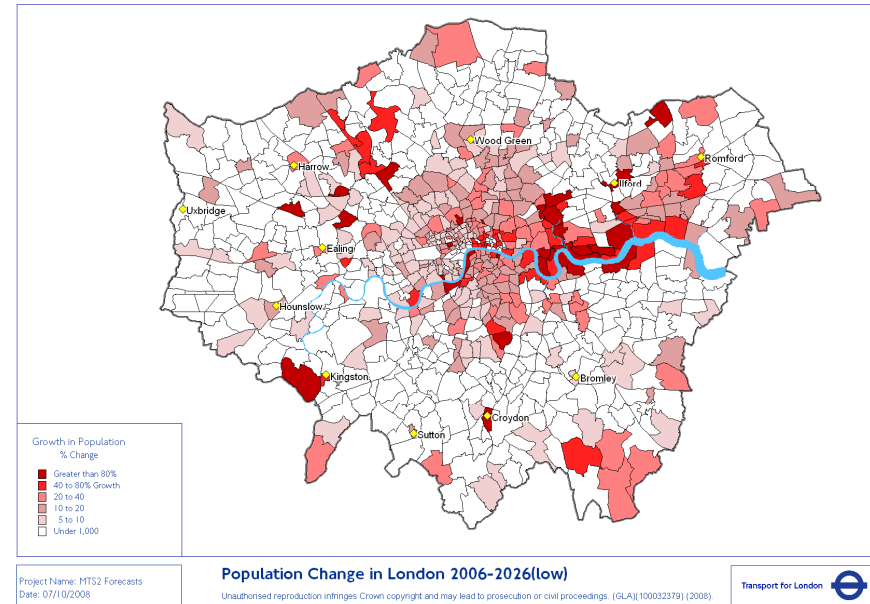 Wood Green
Romford
Harrow
Ilford
Uxbridge
Ealing
Hounslow
Kingston
Bromley
Croydon
Sutton
Growth in Population
% Change
Greater than 80%
40 to 80% Growth
20 to 40
10 to 20
5 to 10
Under 1,000
Project Name: MTS2 Forecasts
Date: 07/10/2008
Population Change in London 2006-2026(low)
Unauthorised reproduction infringes Crown copyright and may lead to prosecution or civil proceedings. (GLA)(100032379) (2008).
Transport for London